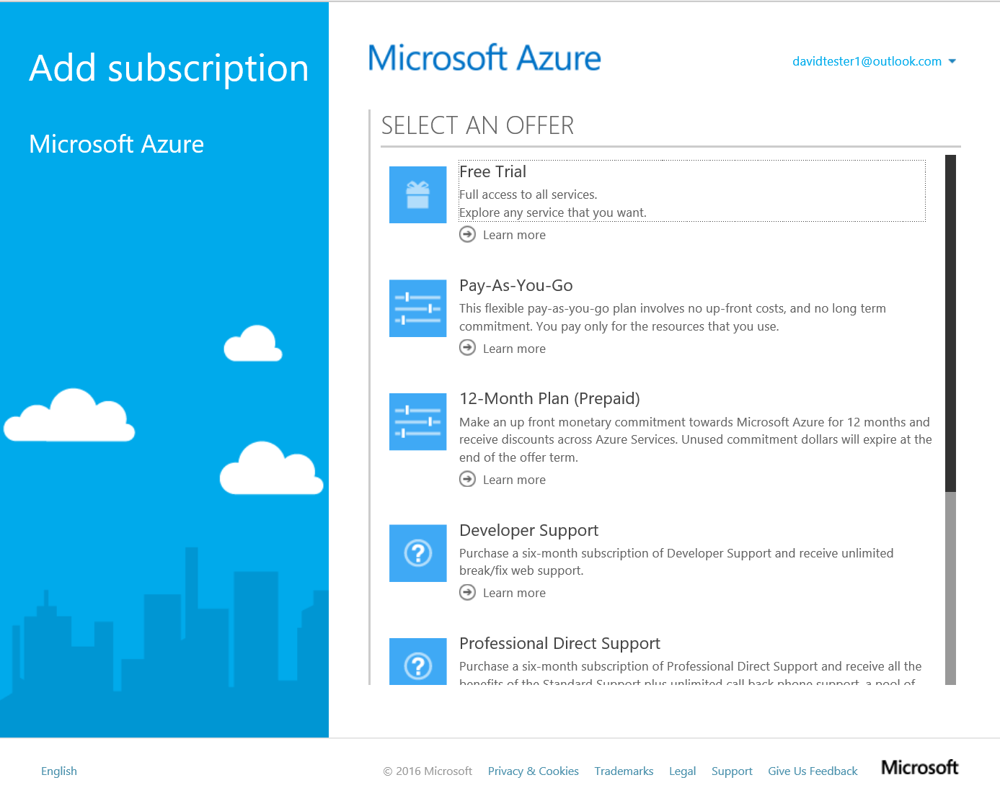 Add subscription
Microsoft Azure
Microsoft Azure
davidtester1@outlook.com
SELECT AN OFFER
Free Trial
Full access to all services.
Explore any service that you want.
Learn more
Pay-As-You-Go
This flexible pay-as-you-go plan involves no up-front costs, and no long term
commitment. You pay only for the resources that you use.
Learn more
12-Month Plan (Prepaid)
Make an up front monetary commitment towards Microsoft Azure for 12 months and
receive discounts across Azure Services. Unused commitment dollars will expire at the
end of the offer term.
Learn more
Developer Support
Purchase a six-month subscription of Developer Support and receive unlimited
break/fix web support.
Learn more
Professional Direct Support
Purchase a six-month subscription of Professional Direct Support and receive all the
benefits of the Standard Support plus unlimited call back phone support, a pool of
English
© 2016 Microsoft Privacy & Cookies Trademarks Legal Support Give Us Feedback Microsoft